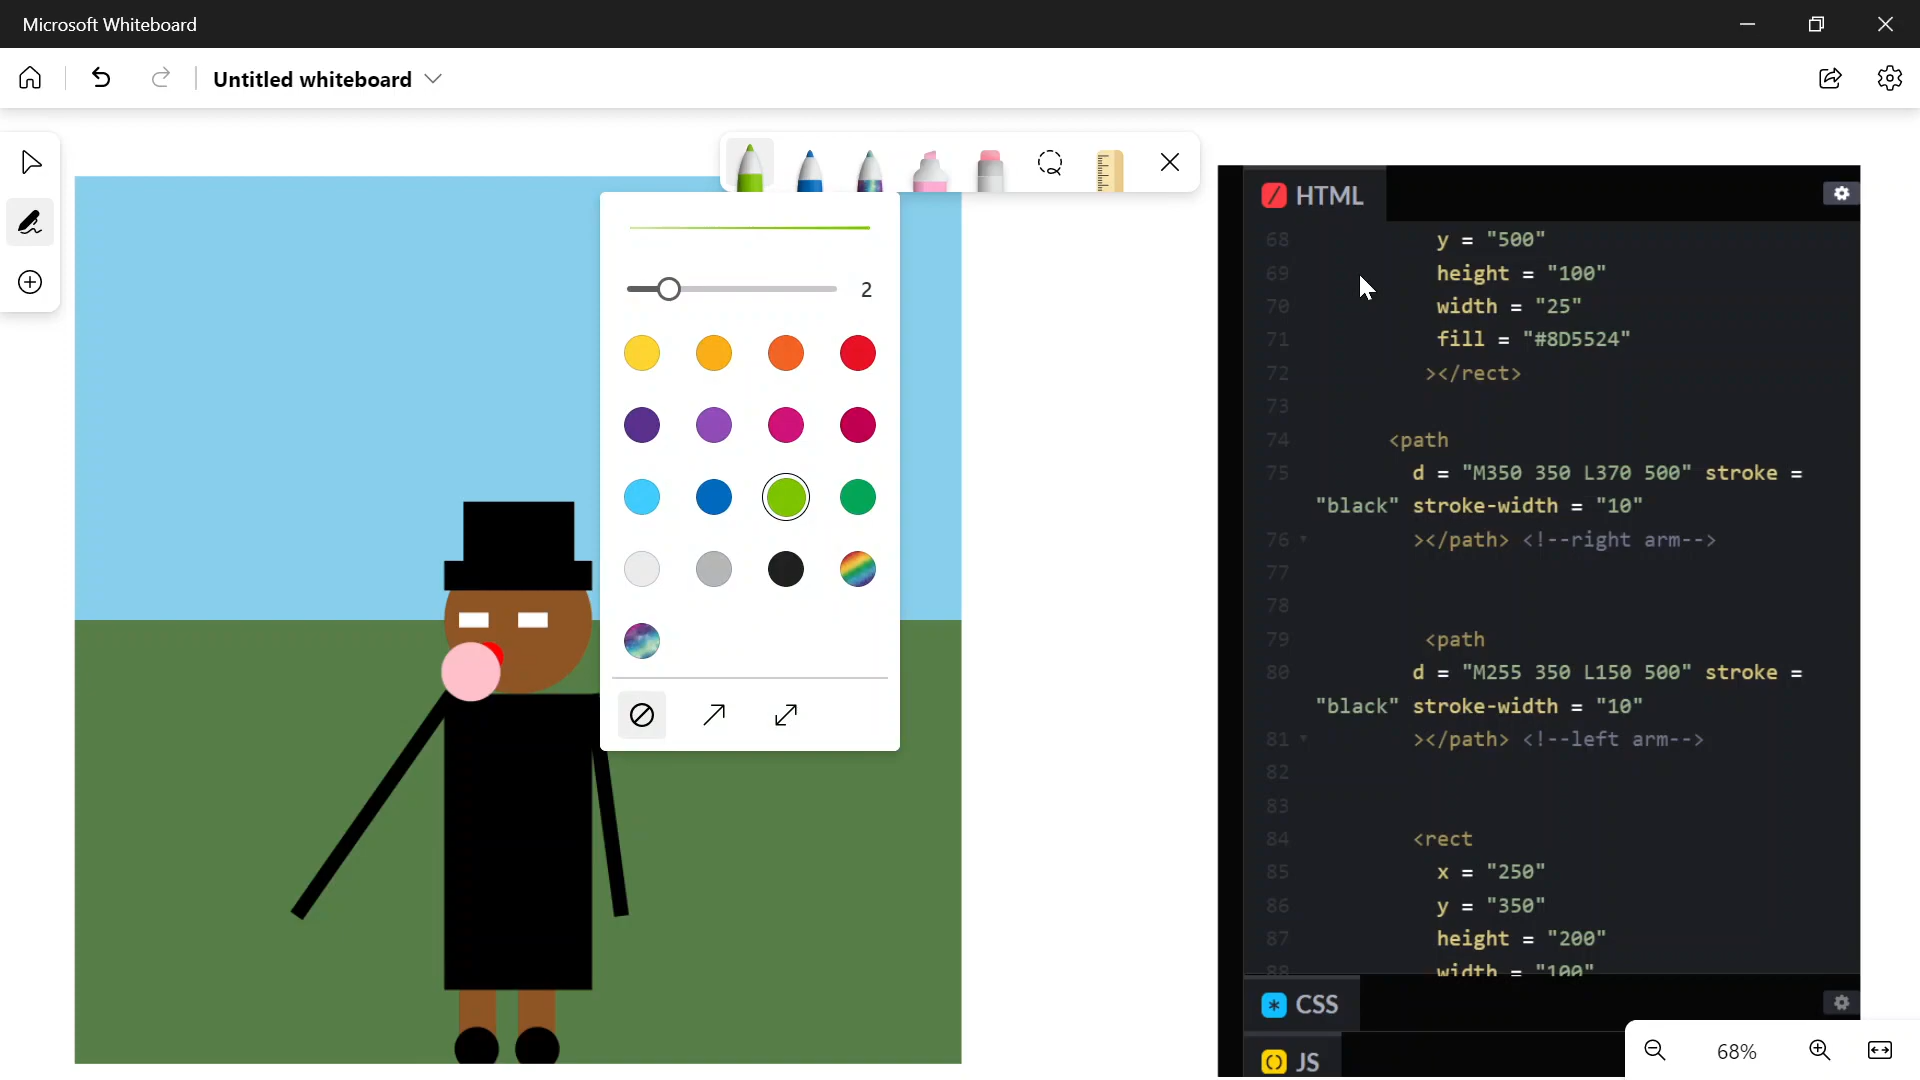 Microsoft Whiteboard
Untitled whiteboard
2
HTML
68 y = "500"
69 height = "100"
70 width = "25"
71 fill = "#8D5524"
72 ></rect>
73
74 <path
75 d = "M350 350 L370 500" stroke =
"black" stroke-width = "10"
76 ></path> <!--right arm-->
77
78
79 <path
80 d = "M255 350 L150 500" stroke =
"black" stroke-width = "10"
81 ></path> <!--left arm-->
82
83
84 <rect
85 x = "250"
86 y = "350"
87 height = "200"
88 width = "100"
CSS
JS
68%